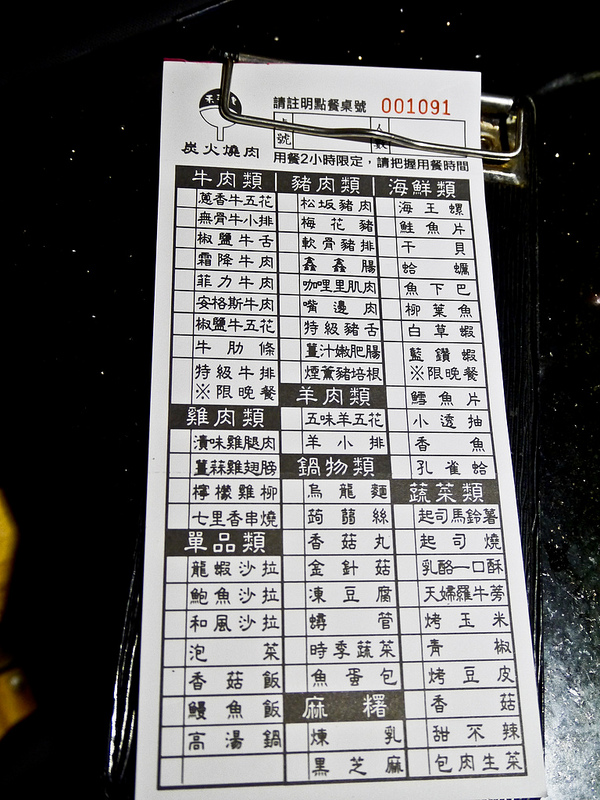 請註明點餐桌號 001091
桌號 人數
炭火燒肉
用餐2小時限定，請把握用餐時間
牛肉類
蔥香牛五花
無骨牛小排
椒鹽牛舌
霜降牛肉
菲力牛肉
安格斯牛肉
椒鹽牛五花
牛肋條
特級牛排
※限晚餐
雞肉類
漬味雞腿肉
薑蒜雞翅膀
檸檬雞柳
七里香串燒
單品類
龍蝦沙拉
鮑魚沙拉
和風沙拉
泡菜
香菇飯
鰻魚飯
高湯鍋
豬肉類
松坂豬肉
梅花豬
軟骨豬排
鑫鑫腸
咖哩里肌肉
嘴邊肉
特級豬舌
薑汁嫩肥腸
煙薰豬培根
羊肉類
五味羊五花
羊小排
鍋物類
烏龍麵
蒟蒻絲
香菇丸
金針菇
凍豆腐
蟳管
時季蔬菜
魚蛋包
麻糬
煉乳
黑芝麻
海鮮類
海王螺
鮭魚片
干貝
蛤蠣
魚下巴
柳葉魚
白草蝦
藍鑽蝦
※限晚餐
鱈魚片
小透抽
香魚
孔雀蛤
蔬菜類
起司馬鈴薯
起司燒
乳酪一口酥
天婦羅牛蒡
烤玉米
青椒
烤豆皮
香菇
甜不辣
包肉生菜